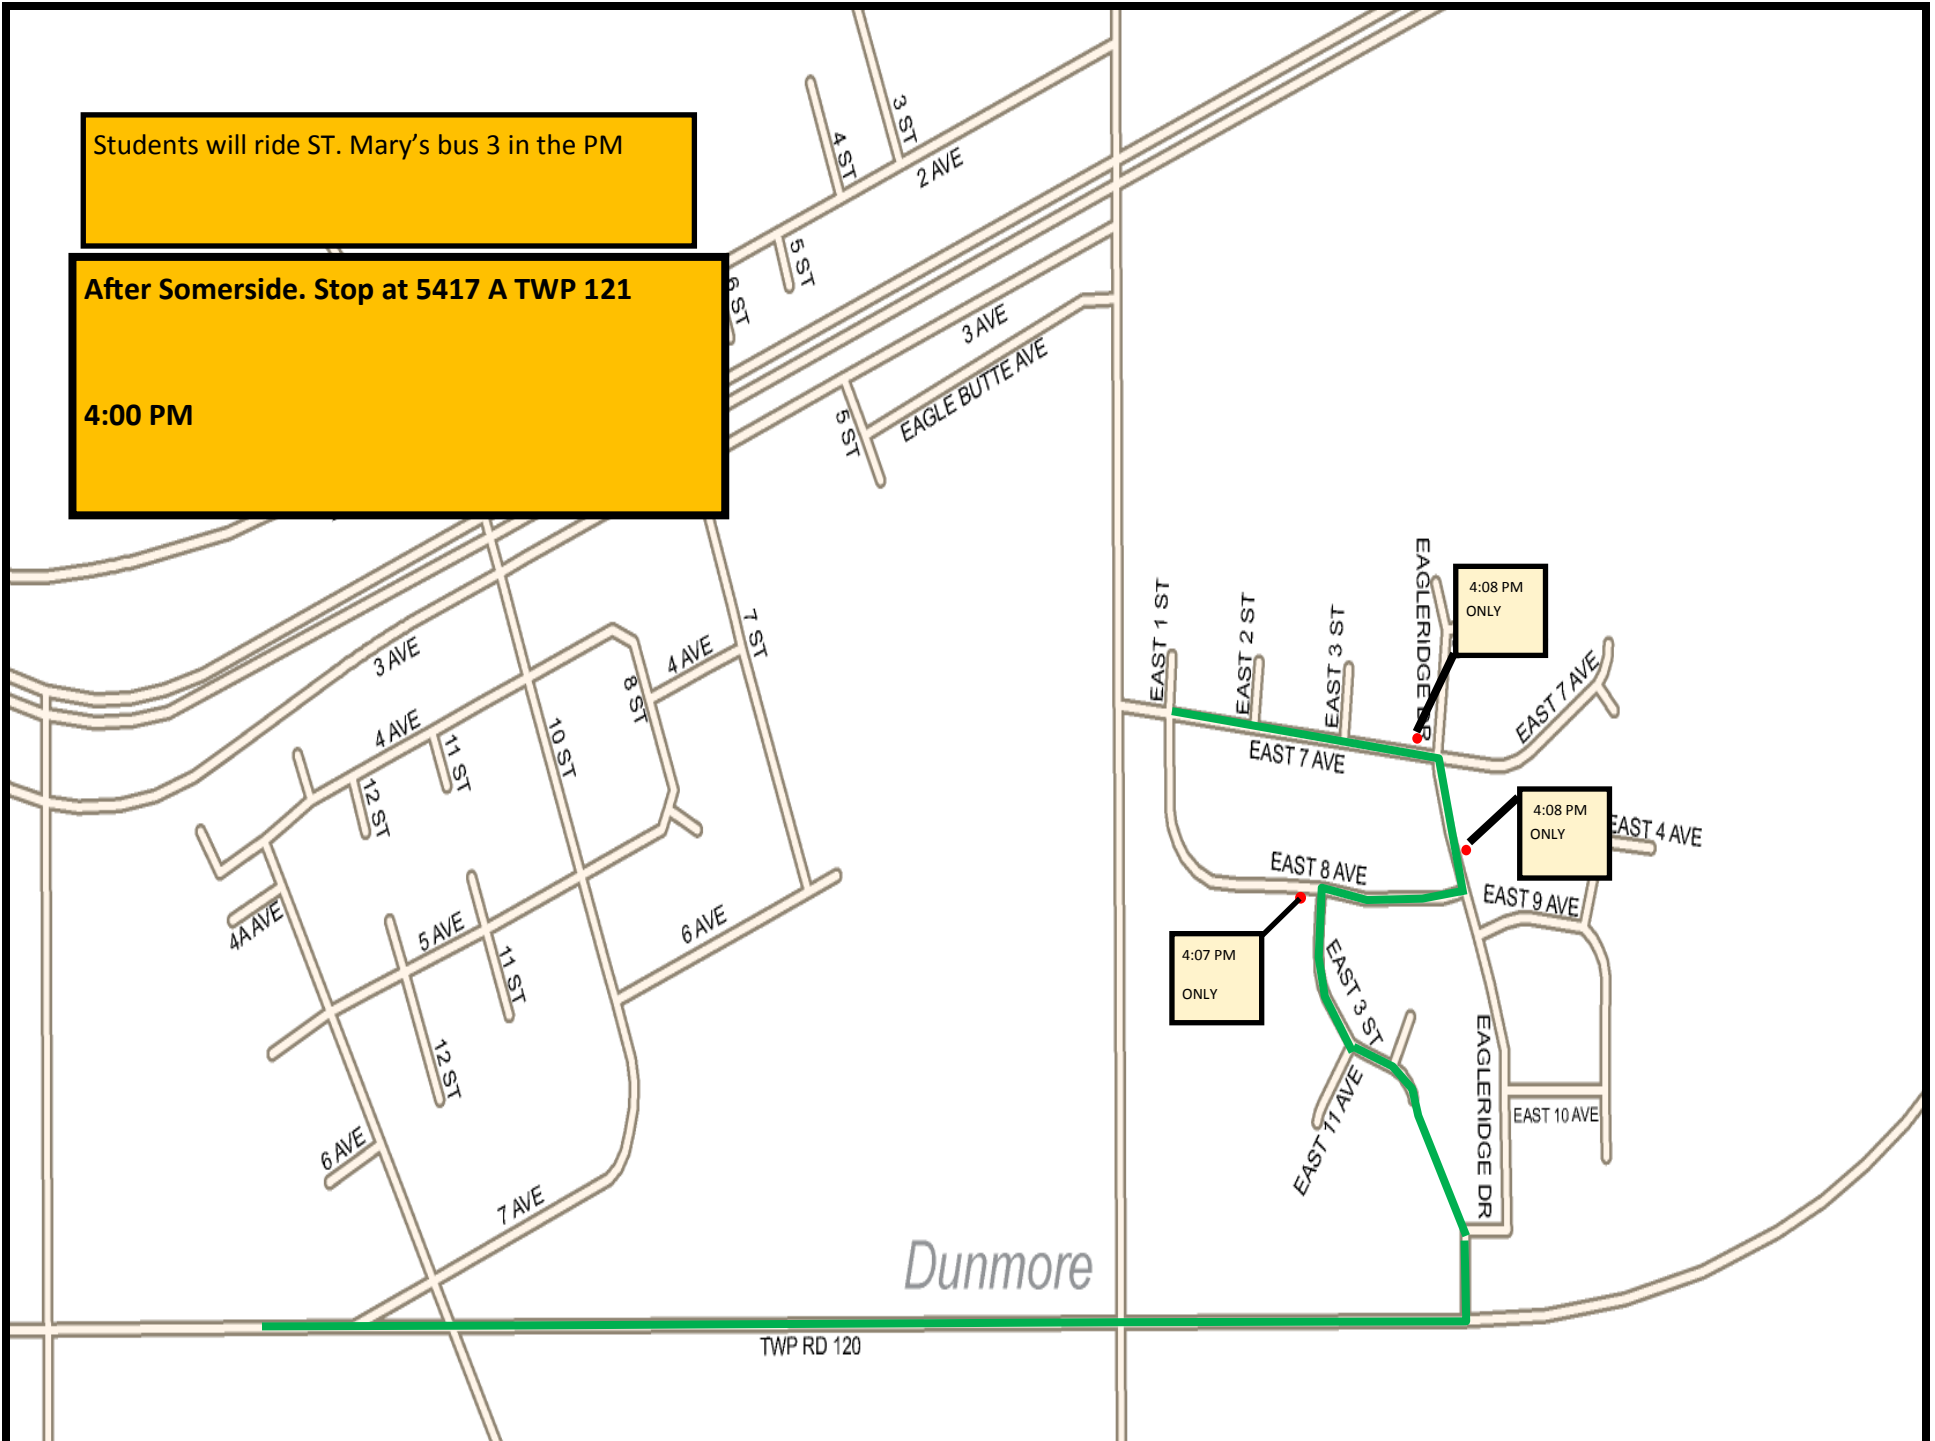 Students will ride ST. Mary's bus 3 in the PM
After Somerside. Stop at 5417 A TWP 121
4:00 PM
3 ST
4 ST
2 AVE
5 ST
6 ST
3 AVE
EAGLE BUTTE AVE
5 ST
EAGLERIDGE DR
4:08 PM
ONLY
EAST 1 ST
EAST 2 ST
EAST 3 ST
EAST 7 AVE
EAST 7 AVE
7 ST
4 AVE
3 AVE
8 ST
4 AVE
10 ST
11 ST
12 ST
4:08 PM
ONLY
EAST 4 AVE
EAST 8 AVE
EAST 9 AVE
4A AVE
5 AVE
6 AVE
11 ST
4:07 PM
ONLY
EAST 3 ST
12 ST
EAST 11 AVE
EAGLERIDGE DR
EAST 10 AVE
6 AVE
7 AVE
Dunmore
TWP RD 120